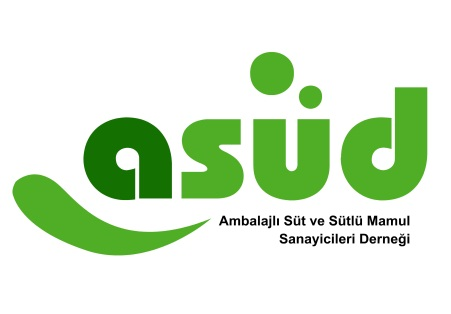 asüd
Ambalajlı Süt ve Sütlü Mamul
Sanayicileri Derneği